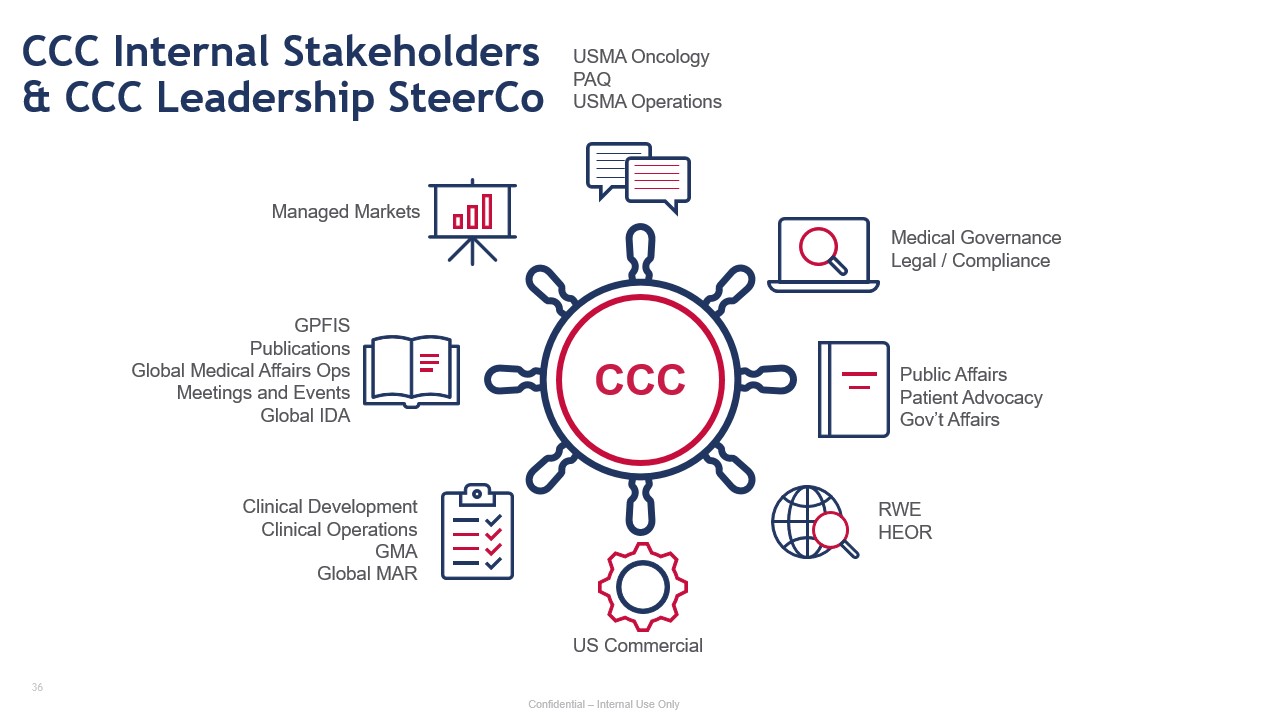 CCC Internal Stakeholders
& CCC Leadership SteerCo
USMA Oncology
PAQ
USMA Operations
Managed Markets
Medical Governance
Legal / Compliance
GPFIS
Publications
Global Medical Affairs Ops
Meetings and Events
Global IDA
CCC
Public Affairs
Patient Advocacy
Gov’t Affairs
Clinical Development
Clinical Operations
GMA
Global MAR
RWE
HEOR
US Commercial
36
Confidential – Internal Use Only